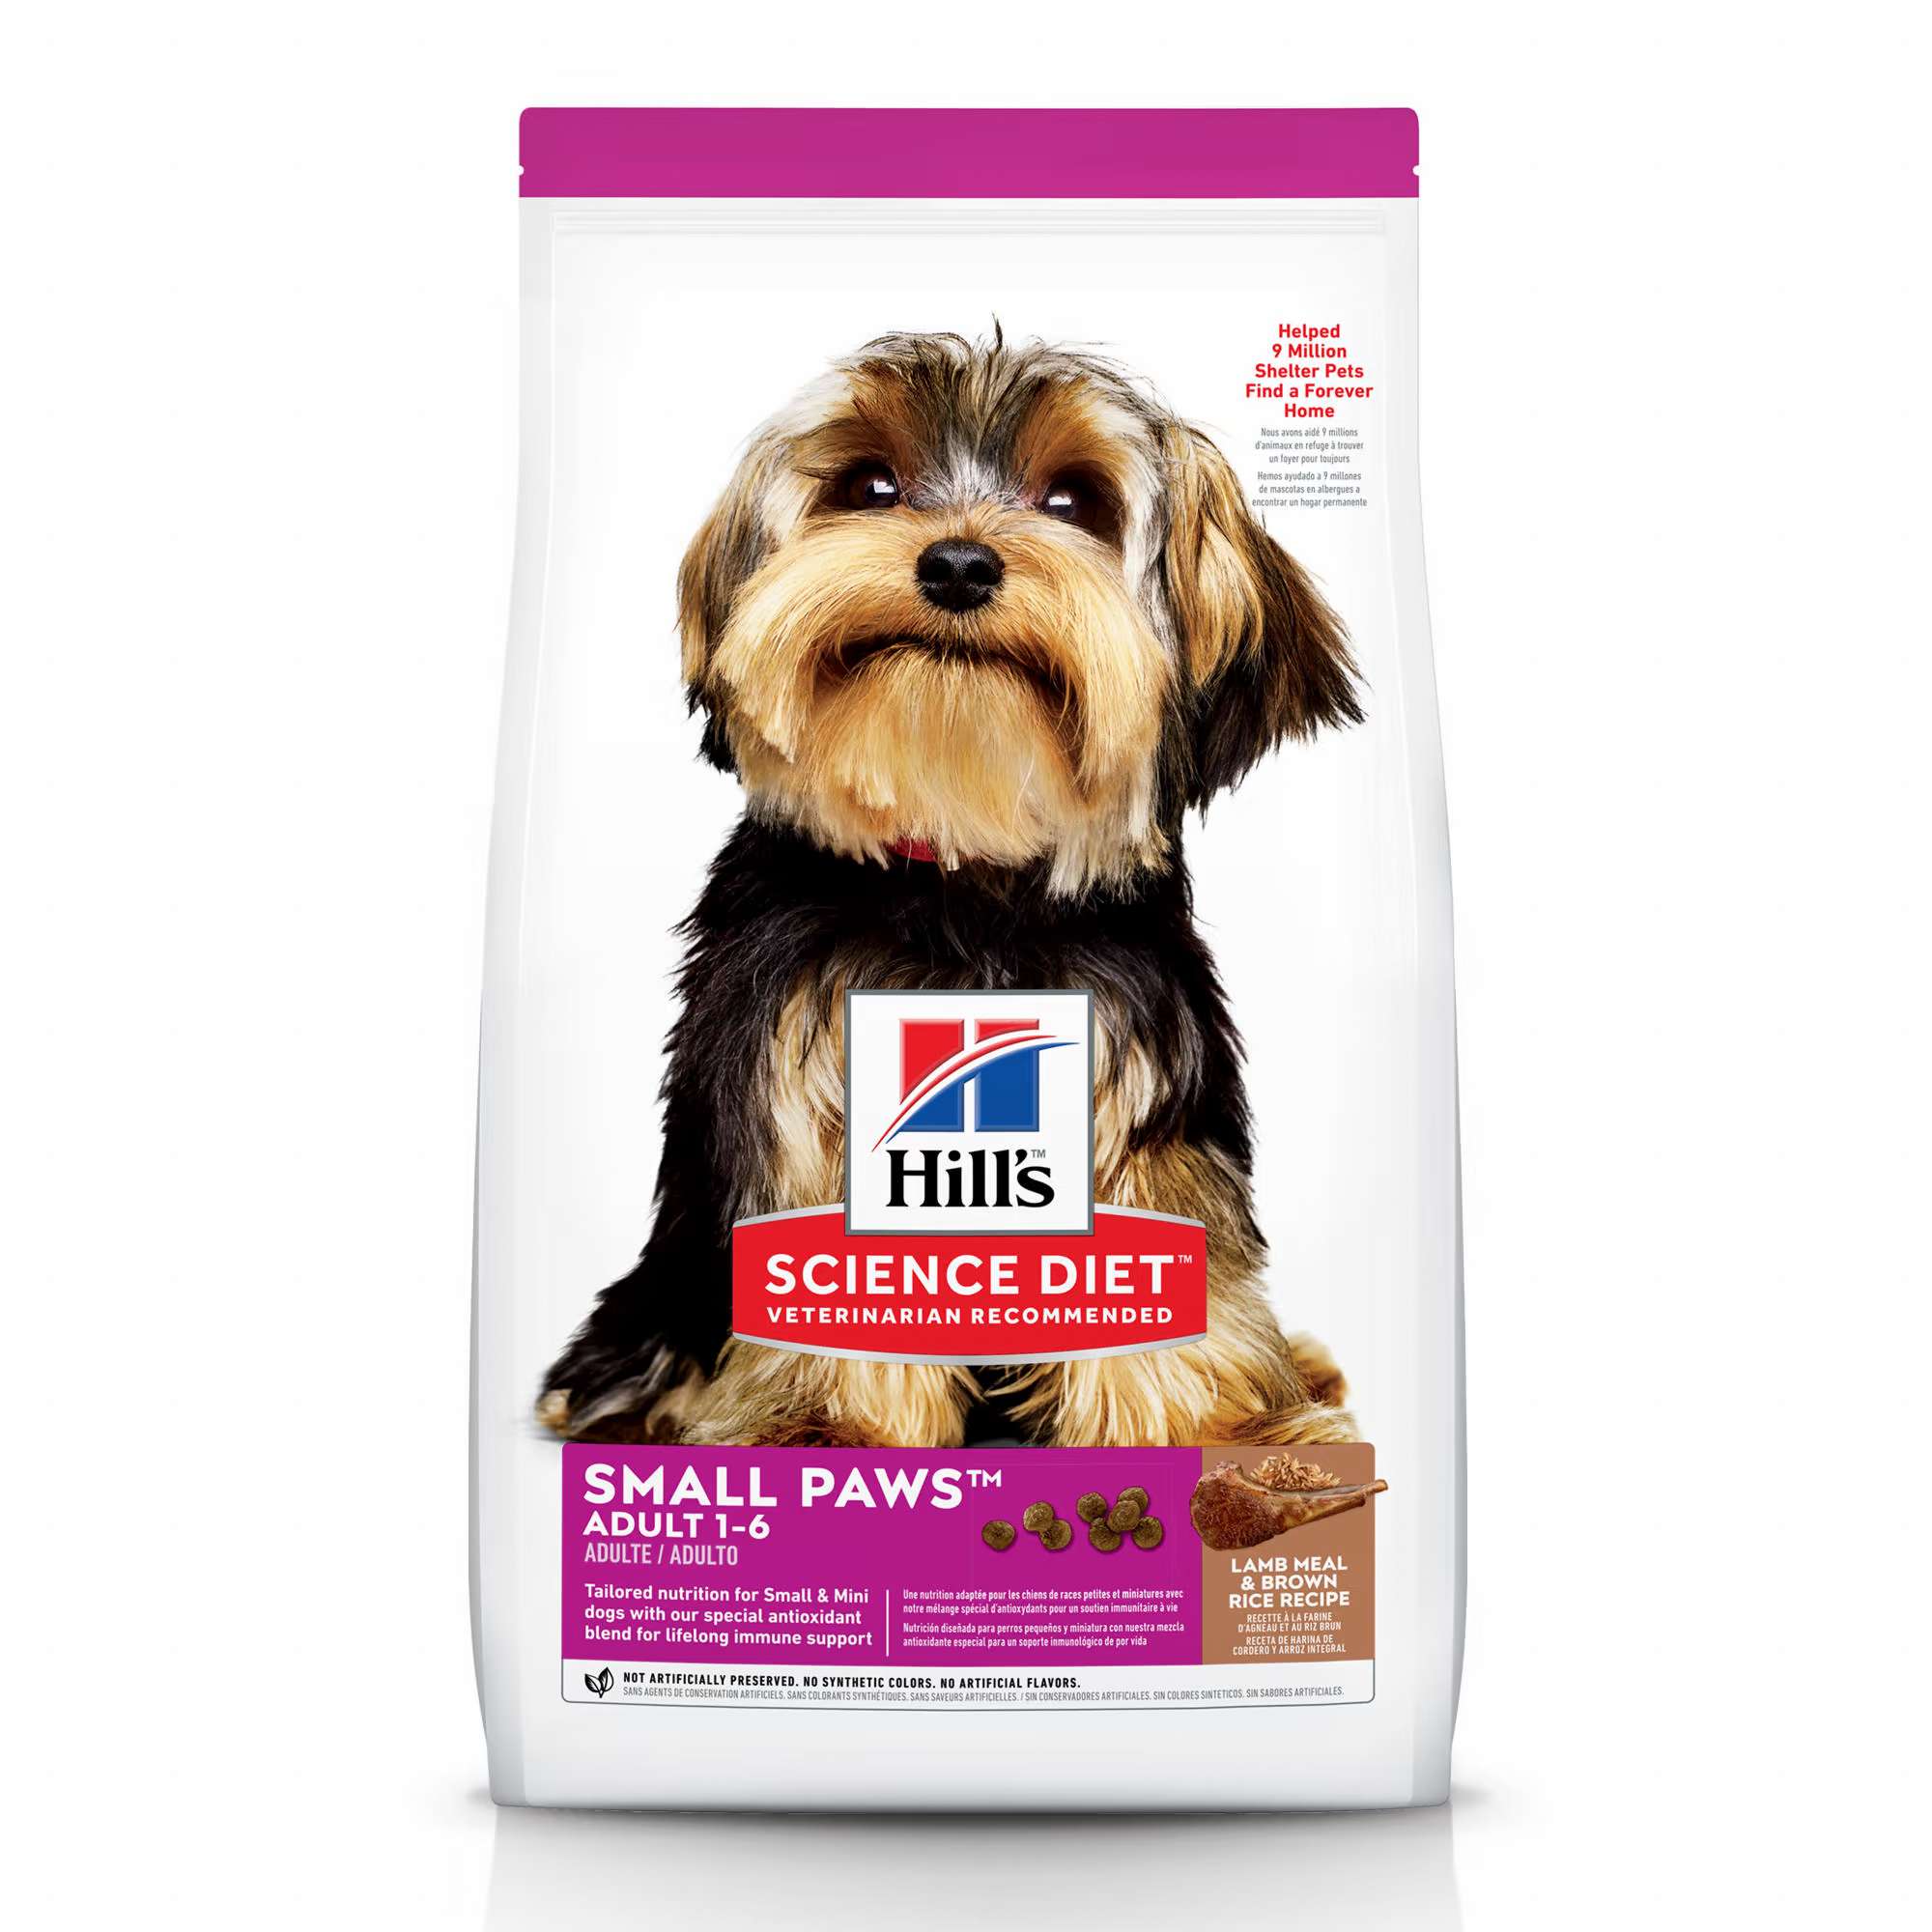 Helped
9 Million
Shelter Pets
Find a Forever
Home
Nous avons aidé 9 millions
d'animaux en refuge à trouver
un foyer pour toujours
Hemos ayudado a 9 millones
de mascotas en albergues a
encontrar un hogar permanente
Hill's™
SCIENCE DIET™
VETERINARIAN RECOMMENDED
SMALL PAWS™
ADULT 1-6
ADULTE / ADULTO
Tailored nutrition for Small & Mini
dogs with our special antioxidant
blend for lifelong immune support
Une nutrition adaptée pour les chiens de races petites et miniatures avec
notre mélange spécial d'antioxydants pour un soutien immunitaire à vie
Nutrición diseñada para perros pequeños y miniatura con nuestra mezcla
antioxidante especial para un soporte inmunológico de por vida
LAMB MEAL
& BROWN
RICE RECIPE
RECETTE À LA FARINE
D'AGNEAU ET AU RIZ BRUN
RECETA DE HARINA DE
CORDERO Y ARROZ INTEGRAL
NOT ARTIFICIALLY PRESERVED. NO SYNTHETIC COLORS. NO ARTIFICIAL FLAVORS.
SANS AGENTS DE CONSERVATION ARTIFICIELS. SANS COLORANTS SYNTHÉTIQUES. SANS SAVEURS ARTIFICIELLES. / SIN CONSERVADORES ARTIFICIALES. SIN COLORES SINTETICOS. SIN SABORES ARTIFICIALES.